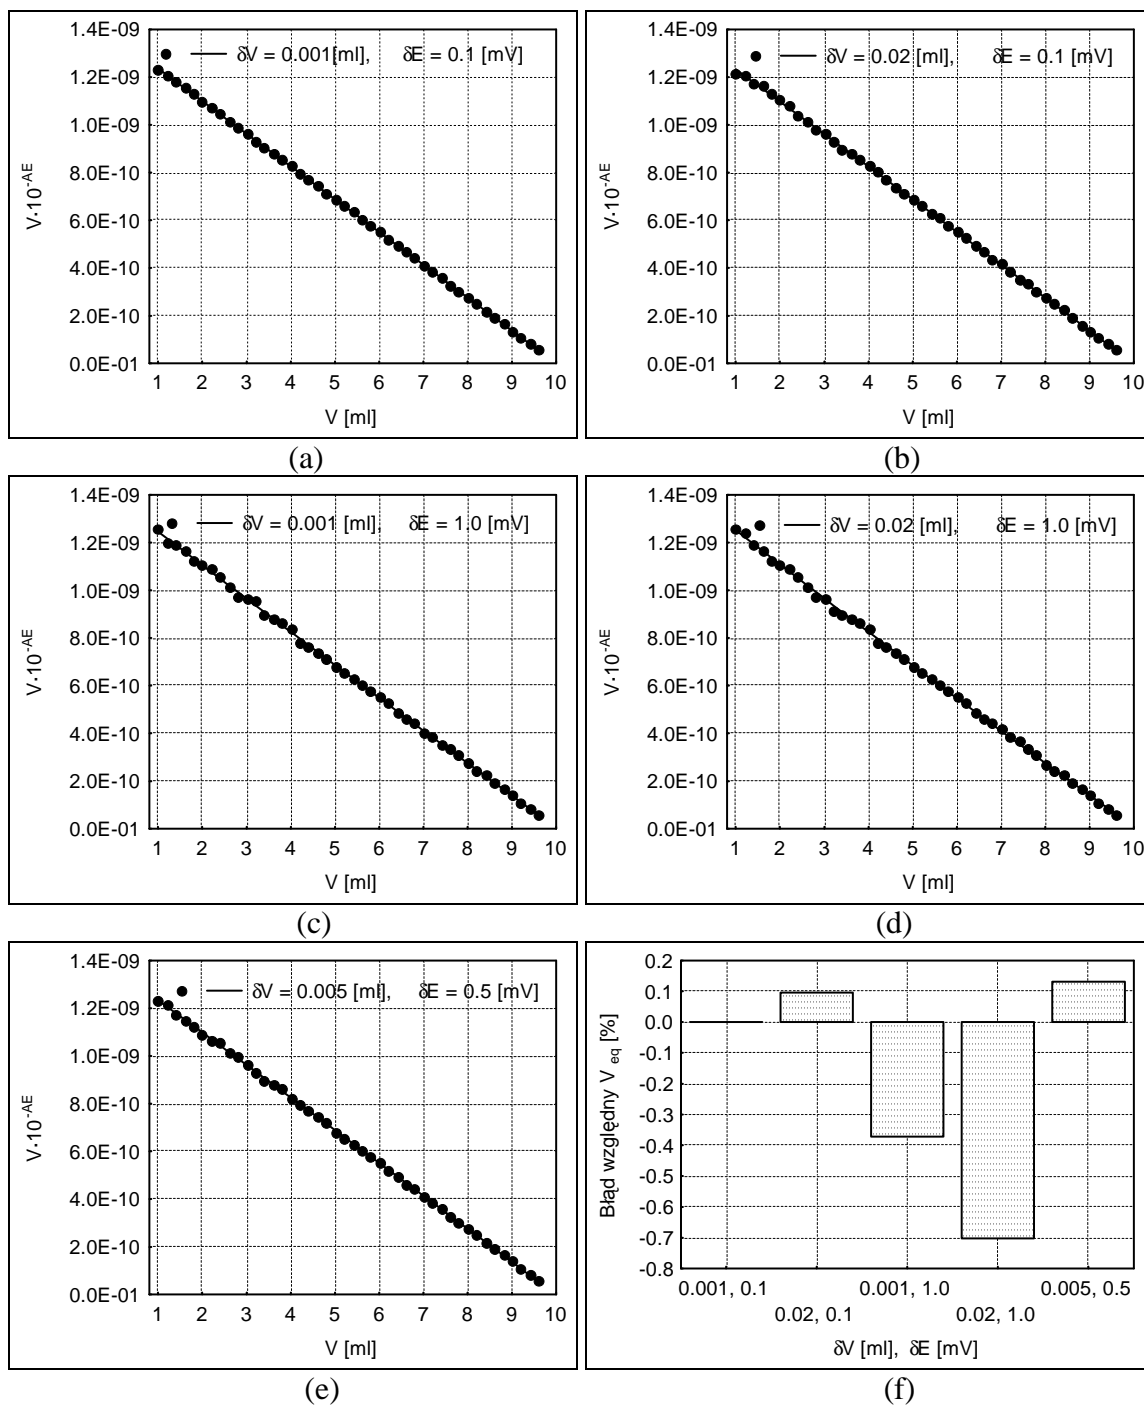 1.4E-09
1.2E-09
1.0E-09
8.0E-10
6.0E-10
4.0E-10
2.0E-10
0.0E-01
V·10^-AE
δV = 0.001[ml], δE = 0.1 [mV]
1 2 3 4 5 6 7 8 9 10
V [ml]
(a)
1.4E-09
1.2E-09
1.0E-09
8.0E-10
6.0E-10
4.0E-10
2.0E-10
0.0E-01
V·10^-AE
δV = 0.02 [ml], δE = 0.1 [mV]
1 2 3 4 5 6 7 8 9 10
V [ml]
(b)
1.4E-09
1.2E-09
1.0E-09
8.0E-10
6.0E-10
4.0E-10
2.0E-10
0.0E-01
V·10^-AE
δV = 0.001 [ml], δE = 1.0 [mV]
1 2 3 4 5 6 7 8 9 10
V [ml]
(c)
1.4E-09
1.2E-09
1.0E-09
8.0E-10
6.0E-10
4.0E-10
2.0E-10
0.0E-01
V·10^-AE
δV = 0.02 [ml], δE = 1.0 [mV]
1 2 3 4 5 6 7 8 9 10
V [ml]
(d)
1.4E-09
1.2E-09
1.0E-09
8.0E-10
6.0E-10
4.0E-10
2.0E-10
0.0E-01
V·10^-AE
δV = 0.005 [ml], δE = 0.5 [mV]
1 2 3 4 5 6 7 8 9 10
V [ml]
(e)
0.2
0.1
0.0
-0.1
-0.2
-0.3
-0.4
-0.5
-0.6
-0.7
-0.8
Błąd względny V eq [%]
0.001, 0.1 0.001, 1.0 0.005, 0.5
0.02, 0.1 0.02, 1.0
δV [ml], δE [mV]
(f)